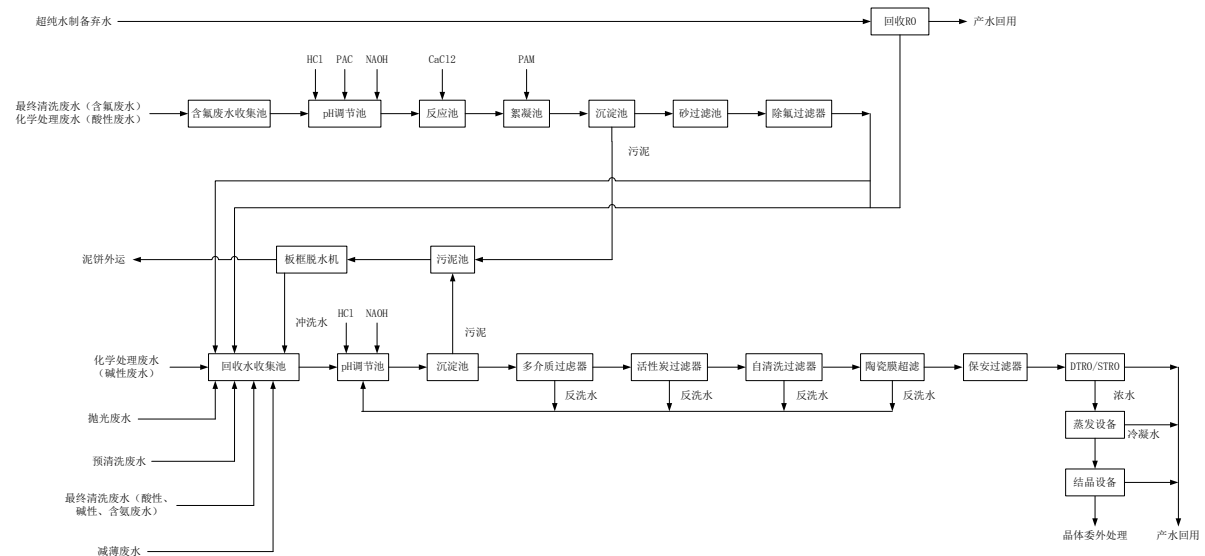 超纯水制备弃水
回收RO
产水回用
HCl
PAC
NAOH
CaCl2
PAM
最终清洗废水（含氟废水）
化学处理废水（酸性废水）
含氟废水收集池
pH调节池
反应池
絮凝池
沉淀池
砂过滤池
除氟过滤器
污泥
泥饼外运
板框脱水机
污泥池
冲洗水
HCl
NAOH
污泥
化学处理废水
（碱性废水）
回收水收集池
pH调节池
沉淀池
多介质过虑器
活性炭过滤器
自清洗过滤器
陶瓷膜超滤
保安过滤器
DTRO/STRO
反洗水
反洗水
反洗水
反洗水
浓水
抛光废水
蒸发设备
冷凝水
预清洗废水
结晶设备
最终清洗废水（酸性、
碱性、含氨废水）
晶体委外处理
产水回用
减薄废水